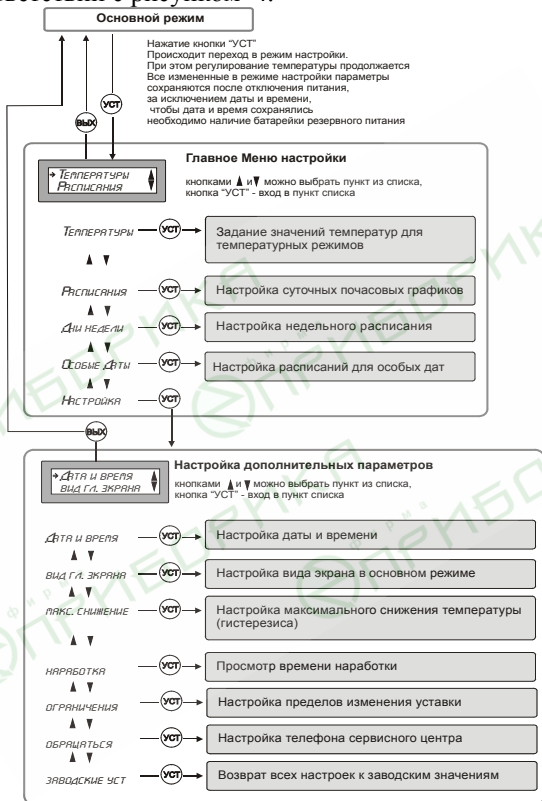 ответствии с рисунком 4.
Основной режим
Нажатие кнопки "УСТ"
Происходит переход в режим настройки.
При этом регулирование температуры продолжается
Все измененные в режиме настройки параметры
сохраняются после отключения питания,
за исключением даты и времени,
чтобы дата и время сохранялись
необходимо наличие батарейки резервного питания
УСТ
ВЫХ
Главное Меню настройки
ТЕМПЕРАТУРЫ
РАСПИСАНИЯ
кнопками ▲ и ▼ можно выбрать пункт из списка,
кнопка "УСТ" - вход в пункт списка
ТЕМПЕРАТУРЫ УСТ Задание значений температур для
температурных режимов
РАСПИСАНИЯ УСТ Настройка суточных почасовых графиков
ДНИ НЕДЕЛИ УСТ Настройка недельного расписания
ОСОБЫЕ ДАТЫ УСТ Настройка расписаний для особых дат
НАСТРОЙКА УСТ
ВЫХ
Настройка дополнительных параметров
ДАТА И ВРЕМЯ
ВИД ГЛ. ЭКРАНА
кнопками ▲ и ▼ можно выбрать пункт из списка,
кнопка "УСТ" - вход в пункт списка
ДАТА И ВРЕМЯ УСТ Настройка даты и времени
ВИД ГЛ. ЭКРАНА УСТ Настройка вида экрана в основном режиме
МАКС. СНИЖЕНИЕ УСТ Настройка максимального снижения температуры
(гистерезиса)
НАРАБОТКА УСТ Просмотр времени наработки
ОГРАНИЧЕНИЯ УСТ Настройка пределов изменения уставки
ОБРАЩАТЬСЯ УСТ Настройка телефона сервисного центра
ЗАВОДСКИЕ УСТ УСТ Возврат всех настроек к заводским значениям
фирма
ПРИБОРИКА